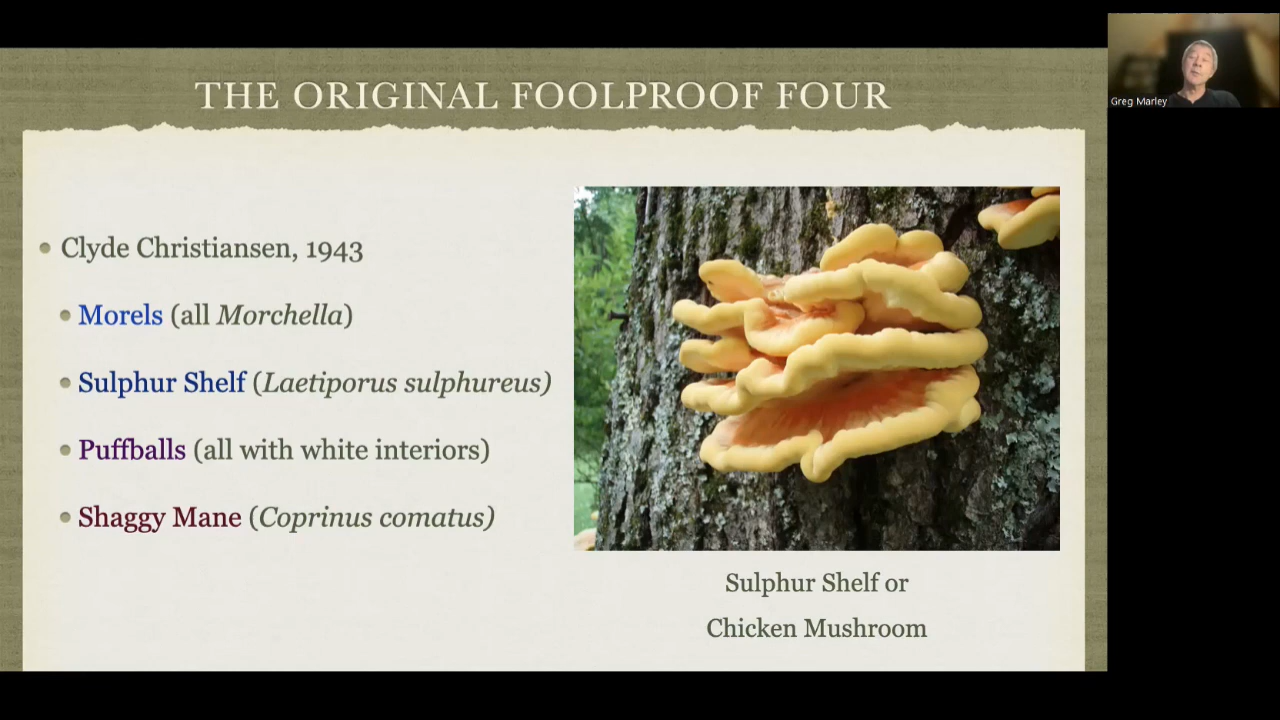 THE ORIGINAL FOOLPROOF FOUR
Greg Marley
Clyde Christiansen, 1943
Morels (all Morchella)
Sulphur Shelf (Laetiporus sulphureus)
Puffballs (all with white interiors)
Shaggy Mane (Coprinus comatus)
Sulphur Shelf or
Chicken Mushroom